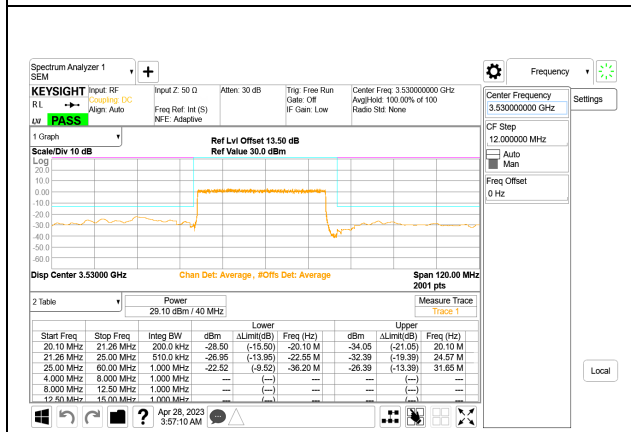 Spectrum Analyzer 1
SEM
+
Frequency
KEYSIGHT Input: RF Input Z: 50 Ω Atten: 30 dB Trig: Free Run Center Freq: 3.530000000 GHz
RL Coupling: DC Gate: Off Avg|Hold: 100.00% of 100
Align: Auto Freq Ref: Int (S) IF Gain: Low Radio Std: None
LXI PASS NFE: Adaptive
Center Frequency
3.530000000 GHz
Settings
CF Step
12.000000 MHz
Auto
Man
Freq Offset
0 Hz
1 Graph
Ref Lvl Offset 13.50 dB
Scale/Div 10 dB Ref Value 30.0 dBm
Log
20.0
10.0
0.00
-10.0
-20.0
-30.0
-40.0
-50.0
-60.0
Disp Center 3.53000 GHz Chan Det: Average, #Offs Det: Average Span 120.00 MHz
2001 pts
2 Table Power Measure Trace
29.10 dBm / 40 MHz Trace 1
Lower Upper
Start Freq Stop Freq Integ BW dBm ΔLimit(dB) Freq (Hz) dBm ΔLimit(dB) Freq (Hz)
20.10 MHz 21.26 MHz 200.0 kHz -28.50 (-15.50) -20.10 M -34.05 (-21.05) 20.10 M
21.26 MHz 25.00 MHz 510.0 kHz -26.95 (-13.95) -22.55 M -32.39 (-19.39) 24.57 M
25.00 MHz 60.00 MHz 1.000 MHz -22.52 (-9.52) -36.20 M -26.39 (-13.39) 31.65 M
4.000 MHz 8.000 MHz 1.000 MHz --- (---) --- (---)
8.000 MHz 12.50 MHz 1.000 MHz --- (---) --- (---)
12.50 MHz 15.00 MHz 1.000 MHz --- (---) --- (---)
Local
? Apr 28, 2023
3:57:10 AM